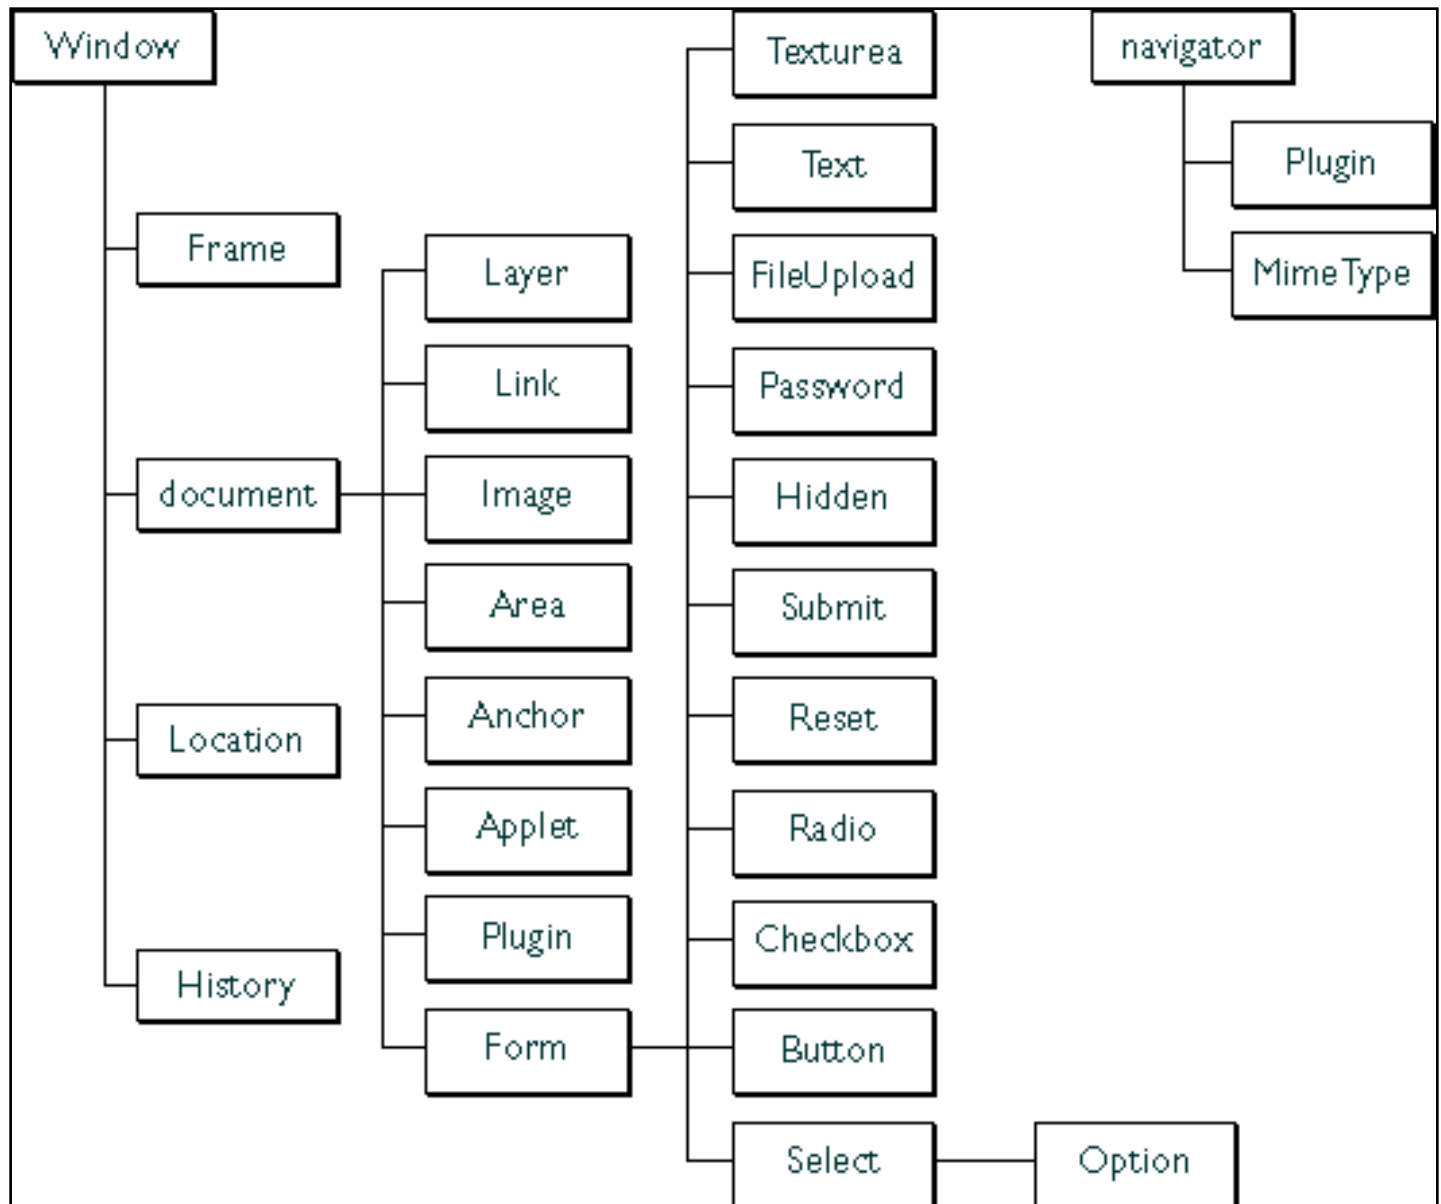 Window
Frame
document
Location
History
Layer
Link
Image
Area
Anchor
Applet
Plugin
Form
Texturea
Text
FileUpload
Password
Hidden
Submit
Reset
Radio
Checkbox
Button
Select
Option
navigator
Plugin
MimeType